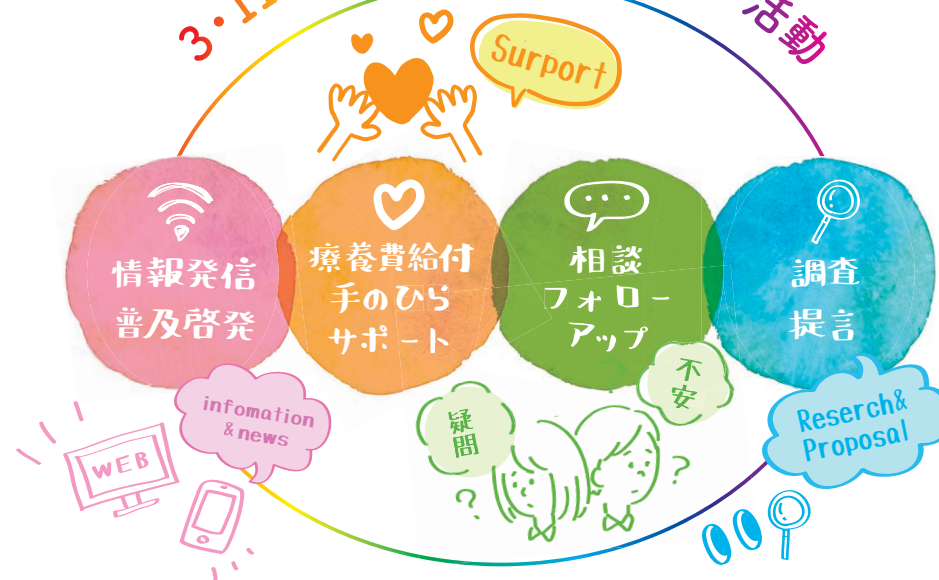 3・11
活動
Surport
情報発信
普及啓発
療養費給付
手のひら
サポート
相談
フォロー
アップ
調査
提言
infomation
&news
WEB
疑問
?
不安
?
Reserch&
Proposal